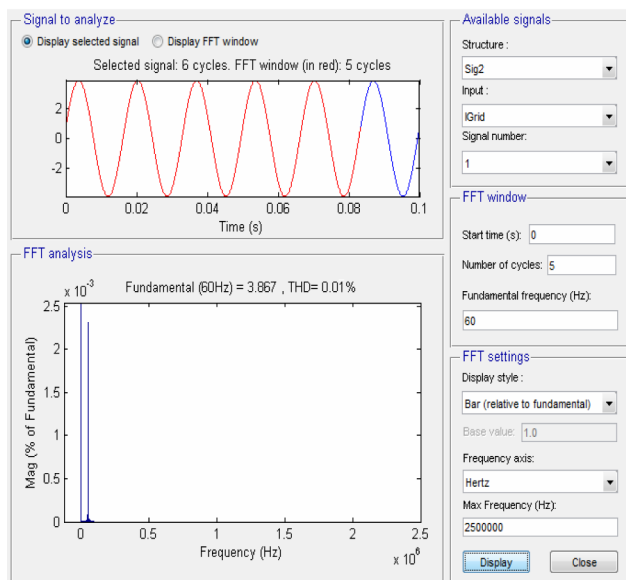 Signal to analyze
Display selected signal Display FFT window
Selected signal: 6 cycles. FFT window (in red): 5 cycles
2
0
-2
0 0.02 0.04 0.06 0.08 0.1
Time (s)
FFT analysis
x 10^-3
Fundamental (60Hz) = 3.867 , THD= 0.01%
2.5
2
1.5
1
0.5
0
Mag (% of Fundamental)
0 0.5 1 1.5 2 2.5
Frequency (Hz)
x 10^6
Available signals
Structure :
Sig2
Input :
IGrid
Signal number:
1
FFT window
Start time (s): 0
Number of cycles: 5
Fundamental frequency (Hz):
60
FFT settings
Display style :
Bar (relative to fundamental)
Base value: 1.0
Frequency axis:
Hertz
Max Frequency (Hz):
2500000
Display Close